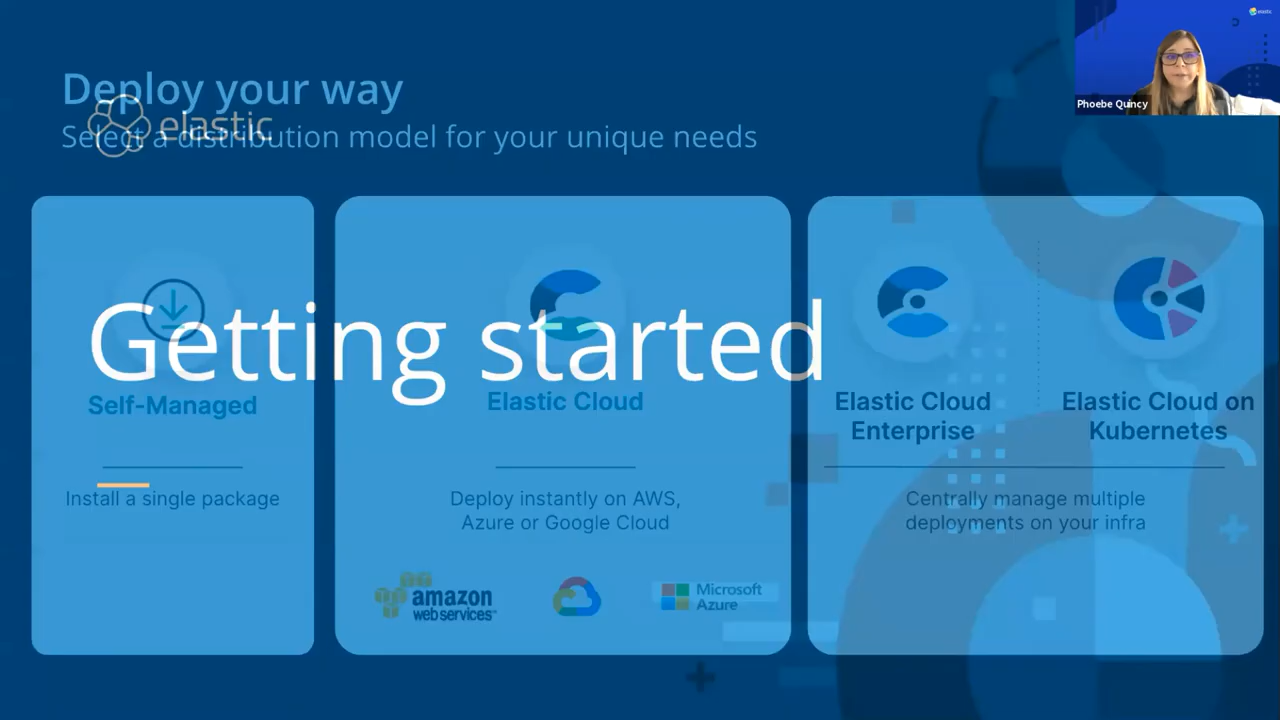 elastic
Phoebe Quincy
Deploy your way
elastic
Select a distribution model for your unique needs
Getting started
Self-Managed
Install a single package
Elastic Cloud
Deploy instantly on AWS,
Azure or Google Cloud
amazon
web services™
Microsoft
Azure
Elastic Cloud
Enterprise
Elastic Cloud on
Kubernetes
Centrally manage multiple
deployments on your infra